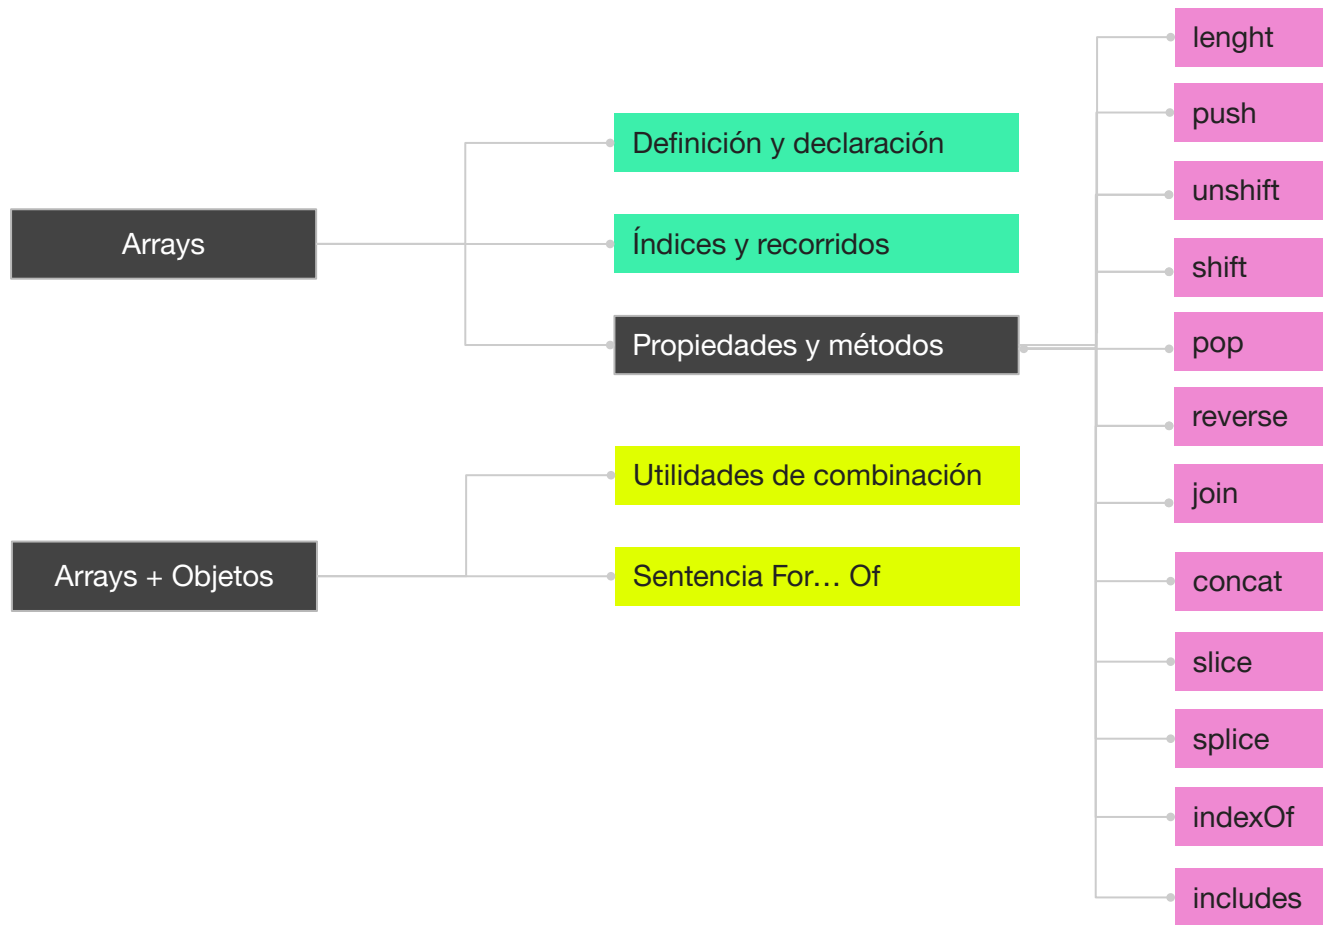 Arrays
Definición y declaración
Índices y recorridos
Propiedades y métodos
lenght
push
unshift
shift
pop
reverse
join
concat
slice
splice
indexOf
includes
Arrays + Objetos
Utilidades de combinación
Sentencia For… Of